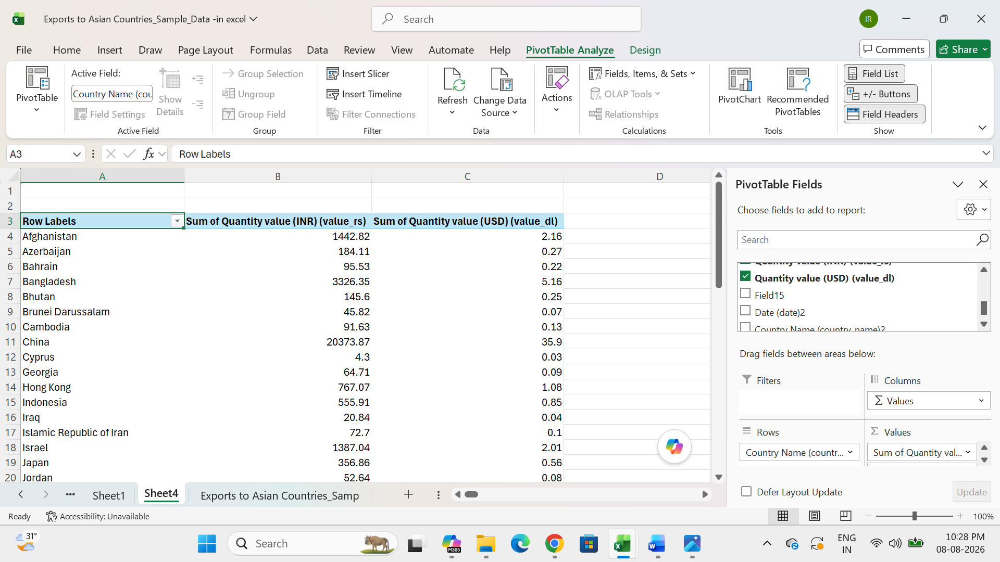 Exports to Asian Countries_Sample_Data -in excel
Search
IR
File Home Insert Draw Page Layout Formulas Data Review View Automate Help PivotTable Analyze Design
Comments
Share
PivotTable
Active Field:
Country Name (cou
Field Settings
Show Details
Active Field
Group Selection
Ungroup
7 Group Field
Group
Insert Slicer
Insert Timeline
Filter Connections
Filter
Refresh
Change Data Source
Data
Actions
Fields, Items, & Sets
OLAP Tools
Relationships
Calculations
PivotChart
Recommended PivotTables
Tools
Field List
+/- Buttons
Field Headers
Show
A3
fx
Row Labels
A B C D
1
2
3 Row Labels Sum of Quantity value (INR) (value_rs) Sum of Quantity value (USD) (value_dl)
4 Afghanistan 1442.82 2.16
5 Azerbaijan 184.11 0.27
6 Bahrain 95.53 0.22
7 Bangladesh 3326.35 5.16
8 Bhutan 145.6 0.25
9 Brunei Darussalam 45.82 0.07
10 Cambodia 91.63 0.13
11 China 20373.87 35.9
12 Cyprus 4.3 0.03
13 Georgia 64.71 0.09
14 Hong Kong 767.07 1.08
15 Indonesia 555.91 0.85
16 Iraq 20.84 0.04
17 Islamic Republic of Iran 72.7 0.1
18 Israel 1387.04 2.01
19 Japan 356.86 0.56
20 Jordan 52.64 0.08
PivotTable Fields
Choose fields to add to report:
Search
Quantity value (INR) (value_rs)
Quantity value (USD) (value_dl)
Field15
Date (date)2
Country Name (country_name)2
Drag fields between areas below:
Filters
Columns
Σ Values
Rows
Σ Values
Country Name (countr...
Sum of Quantity val...
Defer Layout Update
Update
Sheet1 Sheet4 Exports to Asian Countries_Samp
Ready
Accessibility: Unavailable
100%
31°
Search
M365
ENG
IN
10:28 PM
08-08-2026